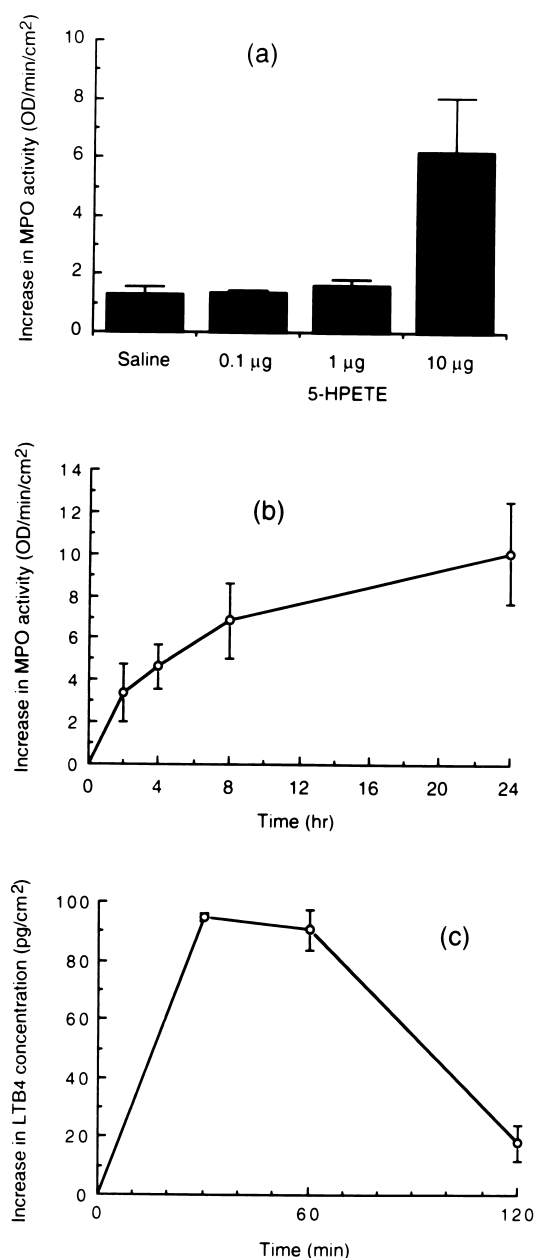 (a)
Increase in MPO activity (OD/min/cm2)
10
8
6
4
2
0
Saline 0.1 µg 1 µg 10 µg
5-HPETE
(b)
Increase in MPO activity (OD/min/cm2)
14
12
10
8
6
4
2
0
0 4 8 12 16 20 24
Time (hr)
(c)
Increase in LTB4 concentration (pg/cm2)
100
80
60
40
20
0
0 60 120
Time (min)